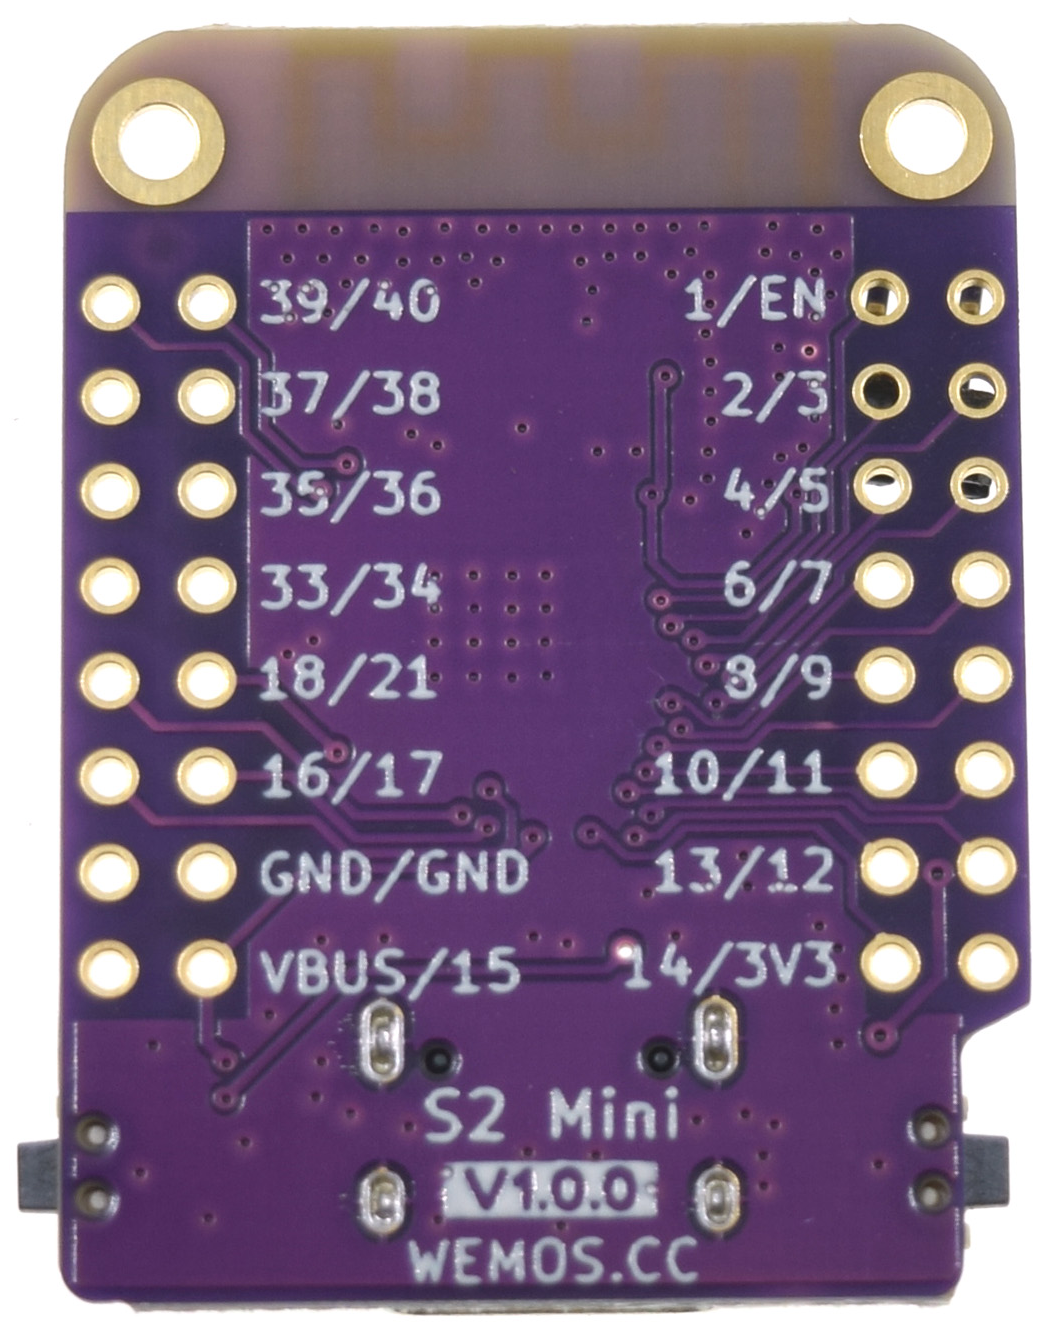 39/40 1/EN
37/38 2/3
35/36 4/5
33/34 6/7
18/21 8/9
16/17 10/11
GND/GND 13/12
VBUS/15 14/3V3
S2 Mini
V1.0.0
WEMOS.CC